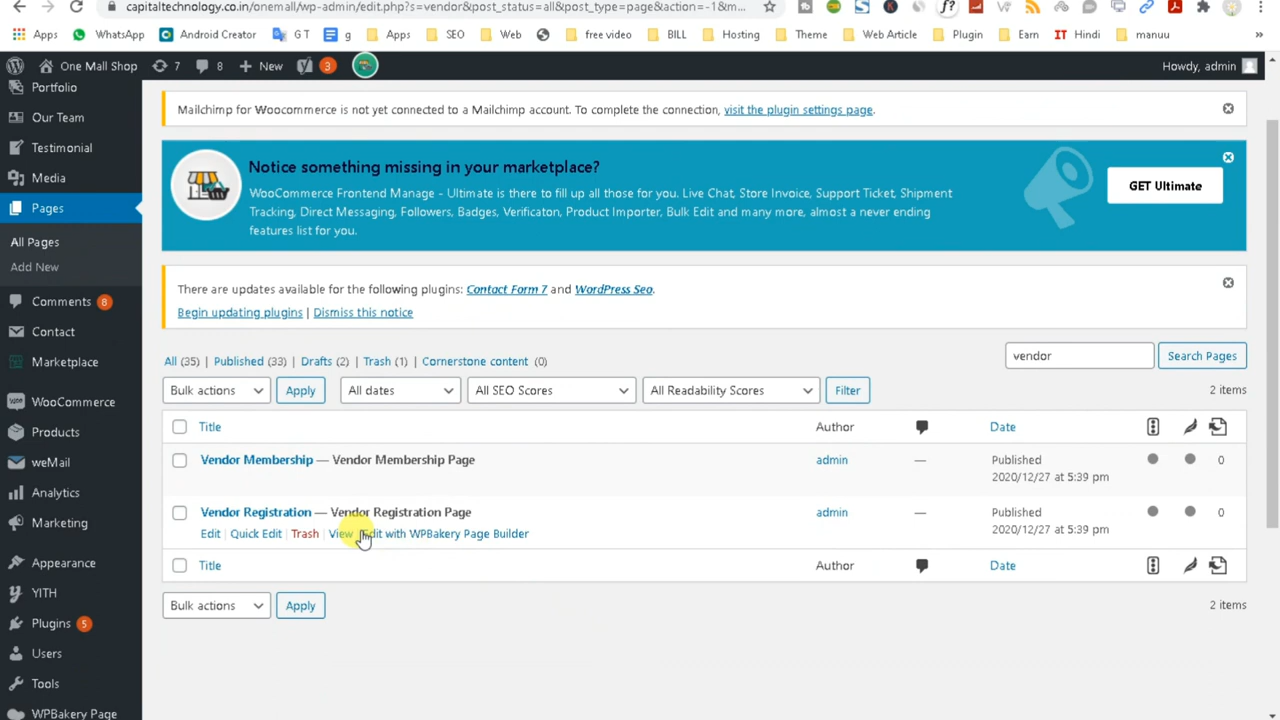 capitaltechnology.co.in/onemall/wp-admin/edit.php?s=vendor&post_status=all&post_type=page&action=-1&m...
Apps WhatsApp Android Creator G T g Apps SEO Web free video BILL Hosting Theme Web Article Plugin Earn IT Hindi manuu »
One Mall Shop 7 8 + New 3 Howdy, admin
Portfolio
Our Team
Testimonial
Media
Pages
All Pages
Add New
Comments 8
Contact
Marketplace
WooCommerce
Products
weMail
Analytics
Marketing
Appearance
YITH
Plugins 5
Users
Tools
WPBakery Page
Mailchimp for Woocommerce is not yet connected to a Mailchimp account. To complete the connection, visit the plugin settings page.
Notice something missing in your marketplace?
WooCommerce Frontend Manage - Ultimate is there to fill up all those for you. Live Chat, Store Invoice, Support Ticket, Shipment
Tracking, Direct Messaging, Followers, Badges, Verificaton, Product Importer, Bulk Edit and many more, almost a never ending
features list for you.
GET Ultimate
There are updates available for the following plugins: Contact Form 7 and WordPress Seo.
Begin updating plugins | Dismiss this notice
All (35) | Published (33) | Drafts (2) | Trash (1) | Cornerstone content (0)
vendor Search Pages
Bulk actions Apply All dates All SEO Scores All Readability Scores Filter 2 items
Title Author Date
Vendor Membership — Vendor Membership Page admin — Published 0
2020/12/27 at 5:39 pm
Vendor Registration — Vendor Registration Page admin — Published 0
Edit | Quick Edit | Trash | View Edit with WPBakery Page Builder 2020/12/27 at 5:39 pm
Title Author Date
Bulk actions Apply 2 items